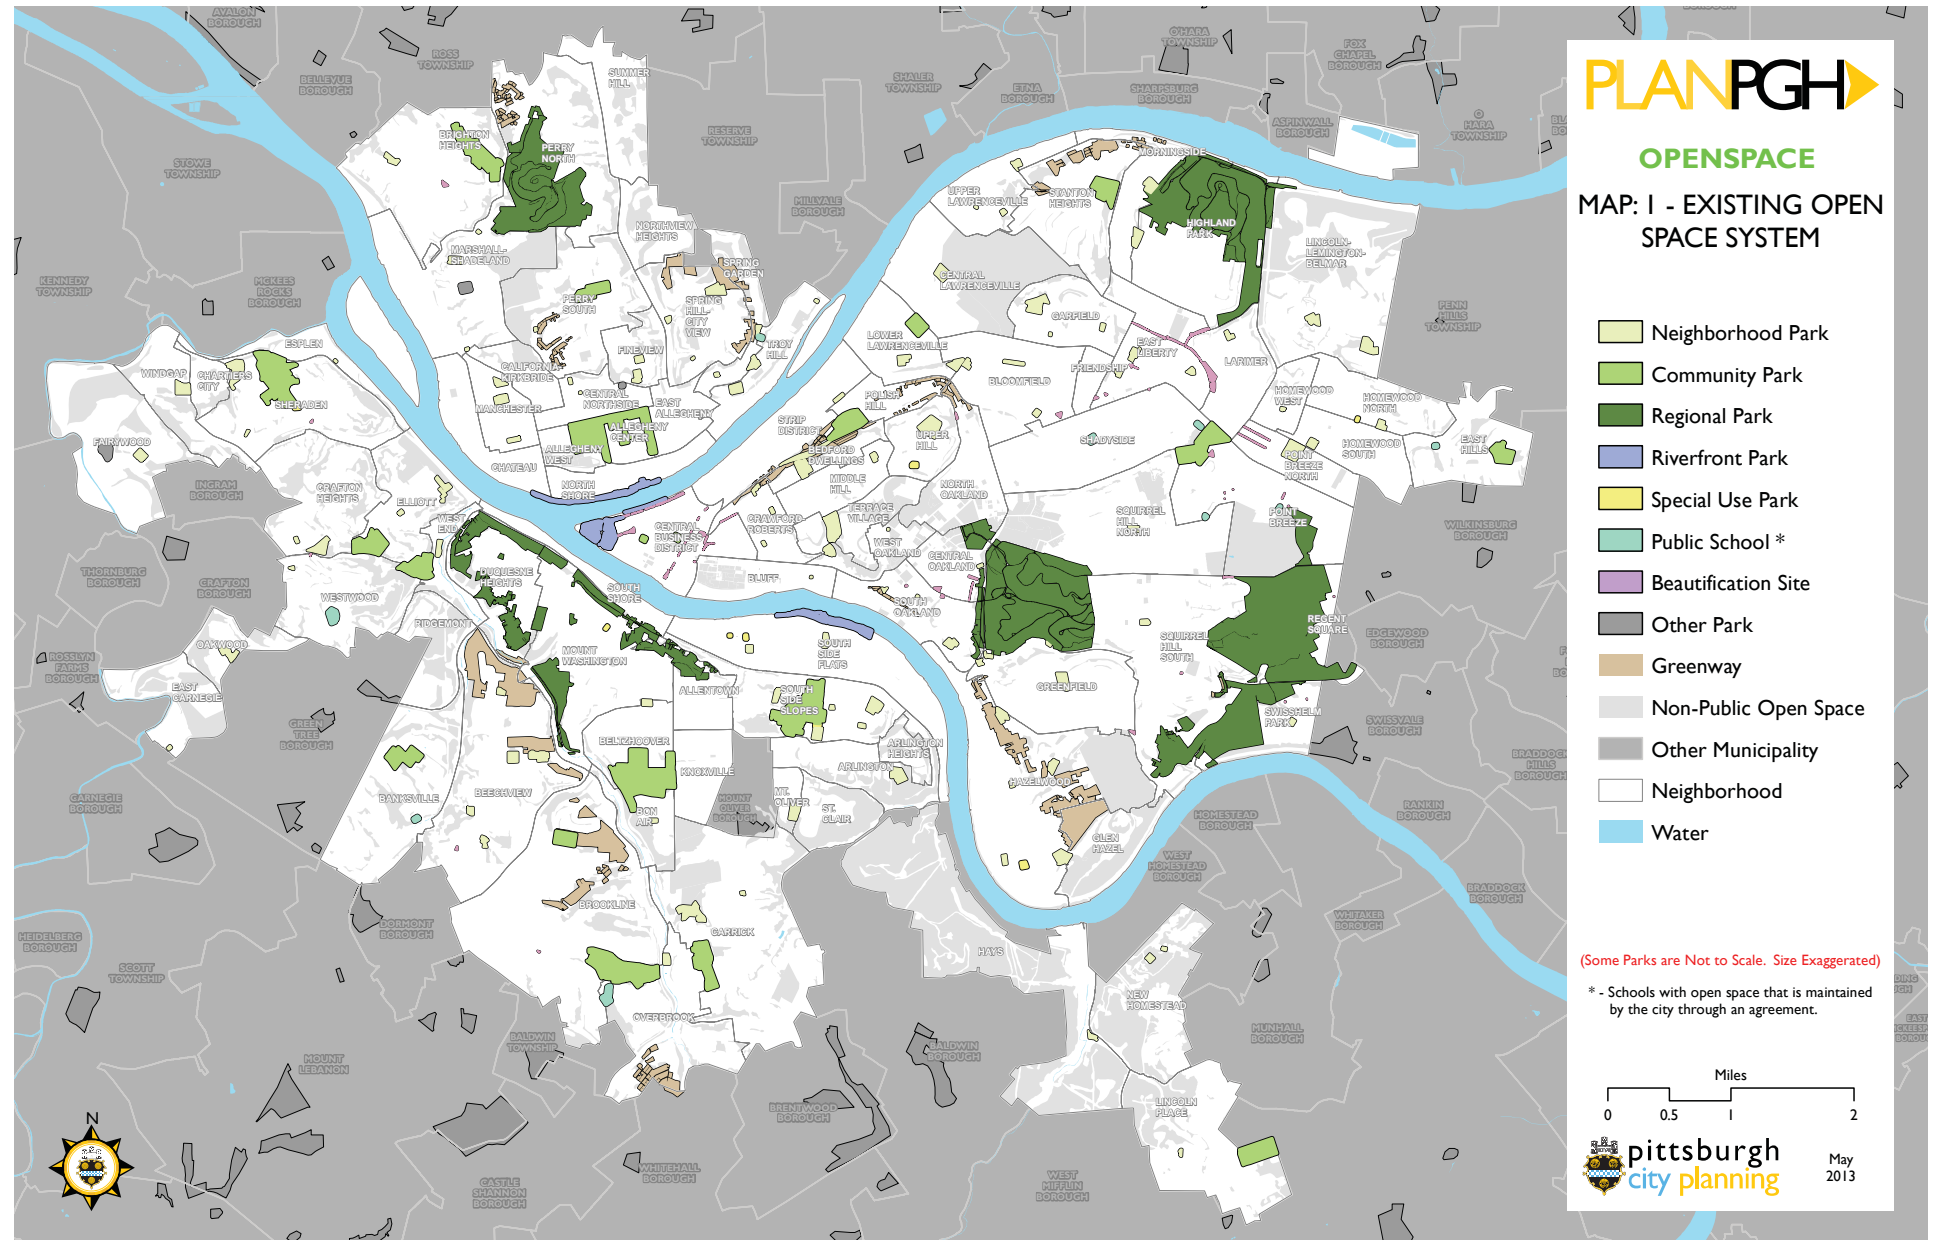 PLANPGH
OPENSPACE
MAP: 1 - EXISTING OPEN
SPACE SYSTEM
Neighborhood Park
Community Park
Regional Park
Riverfront Park
Special Use Park
Public School *
Beautification Site
Other Park
Greenway
Non-Public Open Space
Other Municipality
Neighborhood
Water
(Some Parks are Not to Scale. Size Exaggerated)
* - Schools with open space that is maintained
by the city through an agreement.
Miles
0 0.5 1 2
pittsburgh
city planning
May
2013
N
AVALON
BOROUGH
ROSS
TOWNSHIP
BELLEVUE
BOROUGH
SUMMER
HILL
SHALER
TOWNSHIP
ETNA
BOROUGH
SHARPSBURG
BOROUGH
O'HARA
TOWNSHIP
FOX
CHAPEL
BOROUGH
ASPINWALL
BOROUGH
O
HARA
TOWNSHIP
STOWE
TOWNSHIP
BRIGHTON
HEIGHTS
PERRY
NORTH
RESERVE
TOWNSHIP
MILLVALE
BOROUGH
NORTHVIEW
HEIGHTS
MARSHALL-
SHADELAND
SPRING
GARDEN
UPPER
LAWRENCEVILLE
STANTON
HEIGHTS
MORNINGSIDE
HIGHLAND
PARK
LINCOLN-
LEMINGTON-
BELMAR
KENNEDY
TOWNSHIP
MCKEES
ROCKS
BOROUGH
PERRY
SOUTH
SPRING
HILL-
CITY
VIEW
CENTRAL
LAWRENCEVILLE
GARFIELD
PENN
HILLS
TOWNSHIP
ESPLEN
WINDGAP
CHARTIERS
CITY
SHERADEN
FAIRYWOOD
FINEVIEW
TROY
HILL
LOWER
LAWRENCEVILLE
EAST
LIBERTY
LARIMER
FRIENDSHIP
BLOOMFIELD
CALIFORNIA-
KIRKBRIDE
MANCHESTER
CENTRAL
NORTHSIDE
EAST
ALLEGHENY
ALLEGHENY
CENTER
ALLEGHENY
WEST
CHATEAU
NORTH
SHORE
STRIP
DISTRICT
POLISH
HILL
UPPER
HILL
BEDFORD
DWELLINGS
MIDDLE
HILL
TERRACE
VILLAGE
NORTH
OAKLAND
SHADYSIDE
HOMEWOOD
WEST
HOMEWOOD
NORTH
HOMEWOOD
SOUTH
EAST
HILLS
POINT
BREEZE
NORTH
POINT
BREEZE
SQUIRREL
HILL
NORTH
WILKINSBURG
BOROUGH
INGRAM
BOROUGH
CRAFTON
HEIGHTS
ELLIOTT
WEST
END
CENTRAL
BUSINESS
DISTRICT
CRAWFORD-
ROBERTS
WEST
OAKLAND
CENTRAL
OAKLAND
BLUFF
SOUTH
OAKLAND
THORNBURG
BOROUGH
CRAFTON
BOROUGH
WESTWOOD
RIDGEMONT
DUQUESNE
HEIGHTS
SOUTH
SHORE
MOUNT
WASHINGTON
SOUTH
SIDE
FLATS
SQUIRREL
HILL
SOUTH
REGENT
SQUARE
EDGEWOOD
BOROUGH
ROSSLYN
FARMS
BOROUGH
OAKWOOD
EAST
CARNEGIE
GREEN
TREE
BOROUGH
ALLENTOWN
SOUTH
SIDE
SLOPES
GREENFIELD
SWISSHELM
PARK
SWISSVALE
BOROUGH
BRADDOCK
HILLS
BOROUGH
BELTZHOOVER
KNOXVILLE
ARLINGTON
HEIGHTS
ARLINGTON
HAZELWOOD
GLEN
HAZEL
CARNEGIE
BOROUGH
BANKSVILLE
BEECHVIEW
BON
AIR
MOUNT
OLIVER
BOROUGH
MT.
OLIVER
ST.
CLAIR
HOMESTEAD
BOROUGH
RANKIN
BOROUGH
WEST
HOMESTEAD
BOROUGH
BRADDOCK
BOROUGH
WHITAKER
BOROUGH
HEIDELBERG
BOROUGH
SCOTT
TOWNSHIP
DORMONT
BOROUGH
BROOKLINE
CARRICK
HAYS
NEW
HOMESTEAD
MUNHALL
BOROUGH
OVERBROOK
BALDWIN
TOWNSHIP
BALDWIN
BOROUGH
MOUNT
LEBANON
BRENTWOOD
BOROUGH
LINCOLN
PLACE
WHITEHALL
BOROUGH
CASTLE
SHANNON
BOROUGH
WEST
MIFFLIN
BOROUGH